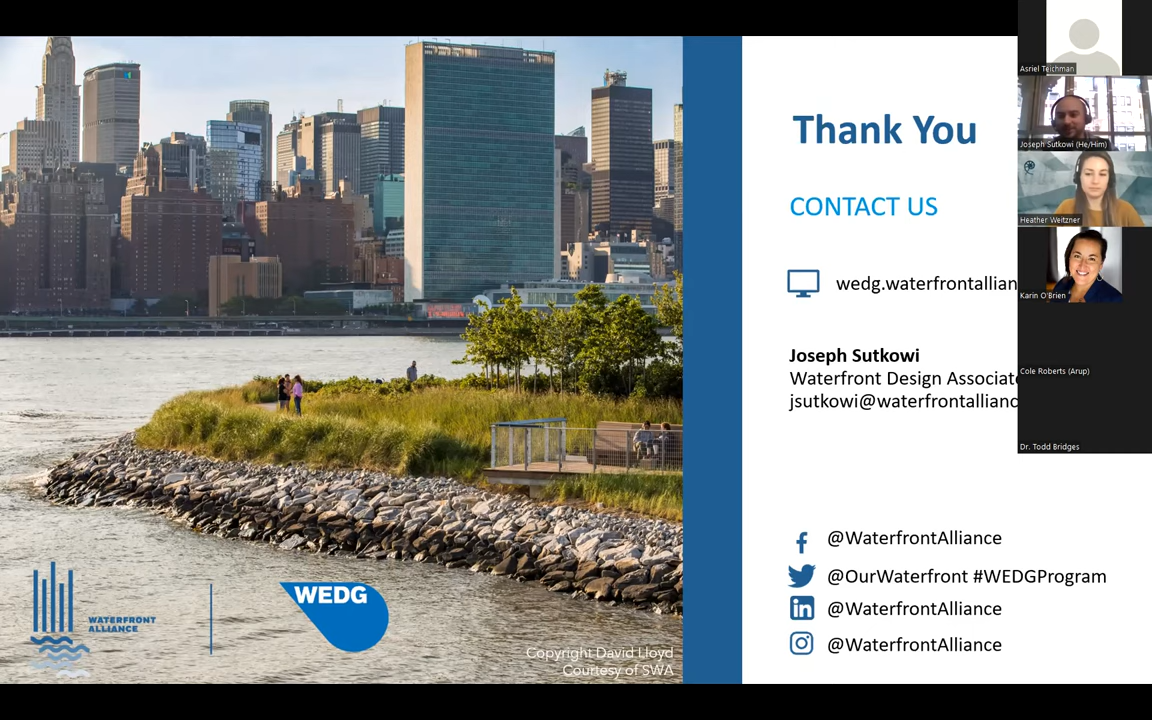 Thank You
CONTACT US
wedg.waterfrontallian
Joseph Sutkowi
Waterfront Design Associate
jsutkowi@waterfrontallianc
@WaterfrontAlliance
@OurWaterfront #WEDGProgram
@WaterfrontAlliance
@WaterfrontAlliance
WATERFRONT
ALLIANCE
WEDG
Copyright David Lloyd
Courtesy of SWA
Asriel Teichman
Joseph Sutkowi (He/Him)
Heather Weitzner
Karin O'Brien
Cole Roberts (Arup)
Dr. Todd Bridges